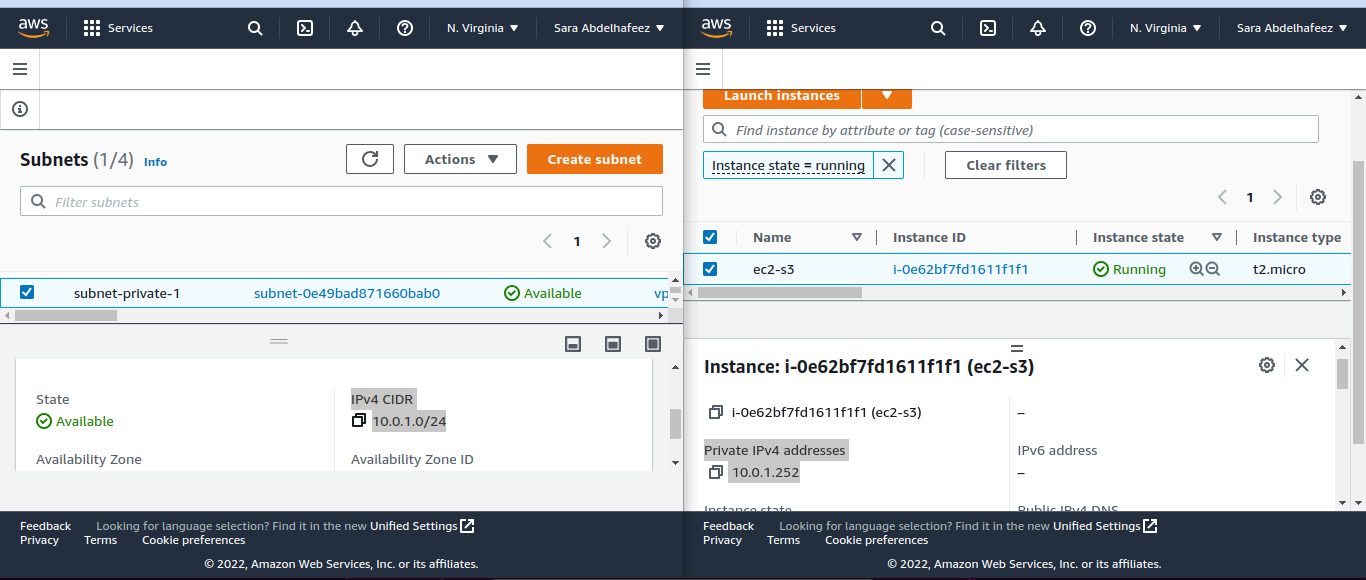 aws Services N. Virginia Sara Abdelhafeez
Subnets (1/4) Info Actions Create subnet
Filter subnets
1
subnet-private-1 subnet-0e49bad871660bab0 Available vp
State IPv4 CIDR
Available 10.0.1.0/24
Availability Zone Availability Zone ID
Feedback Looking for language selection? Find it in the new Unified Settings
Privacy Terms Cookie preferences
© 2022, Amazon Web Services, Inc. or its affiliates.
aws Services N. Virginia Sara Abdelhafeez
Launch instances
Find instance by attribute or tag (case-sensitive)
Instance state = running Clear filters
1
Name Instance ID Instance state Instance type
ec2-s3 i-0e62bf7fd1611f1f1 Running t2.micro
Instance: i-0e62bf7fd1611f1f1 (ec2-s3)
i-0e62bf7fd1611f1f1 (ec2-s3) –
Private IPv4 addresses IPv6 address
10.0.1.252 –
Instance state Public IPv4 DNS
Feedback Looking for language selection? Find it in the new Unified Settings
Privacy Terms Cookie preferences
© 2022, Amazon Web Services, Inc. or its affiliates.